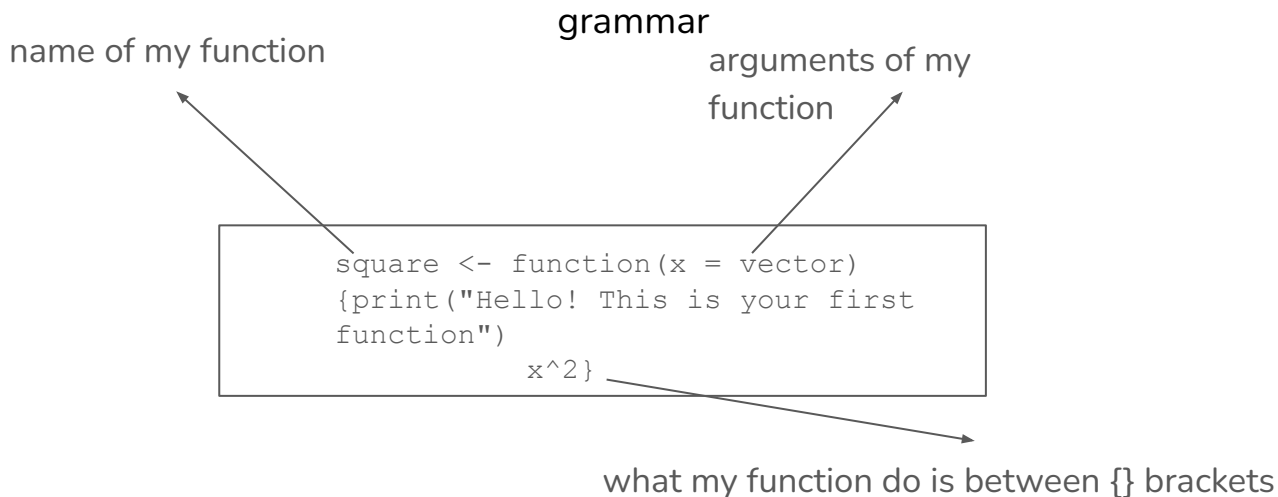 grammar
name of my function
arguments of my
function
square <- function(x = vector)
{print("Hello! This is your first
function")
x^2}
what my function do is between {} brackets